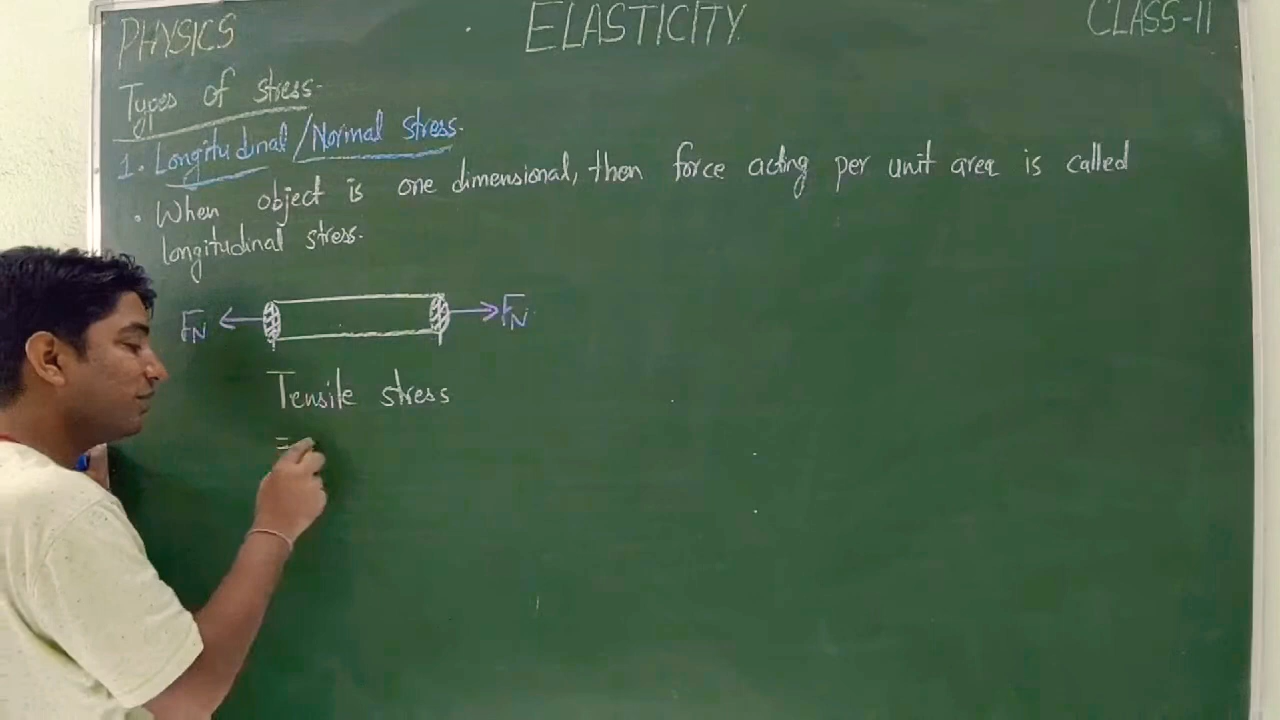 PHYSICS ELASTICITY CLASS-11
Types of stress-
1. Longitudinal / Normal stress.
• When object is one dimensional, then force acting per unit area is called
longitudinal stress.
FN FN
Tensile stress
=